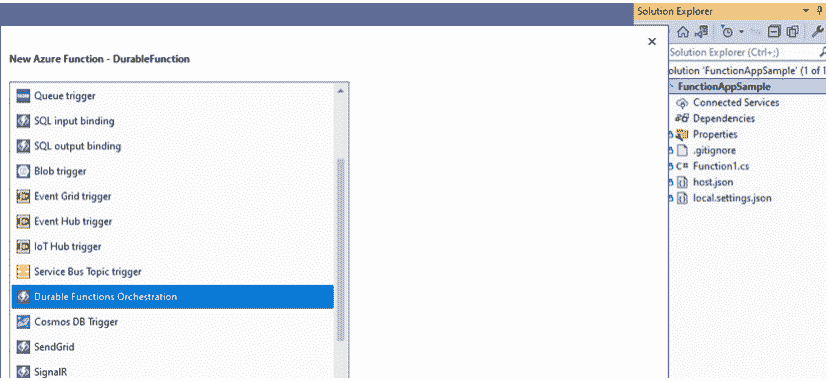 Solution Explorer
Solution Explorer (Ctrl+;)
olution 'FunctionAppSample' (1 of 1
FunctionAppSample
Connected Services
Dependencies
Properties
.gitignore
C# Function1.cs
host.json
local.settings.json
New Azure Function - DurableFunction
Queue trigger
SQL input binding
SQL output binding
Blob trigger
Event Grid trigger
Event Hub trigger
IoT Hub trigger
Service Bus Topic trigger
Durable Functions Orchestration
Cosmos DB Trigger
SendGrid
SignalR